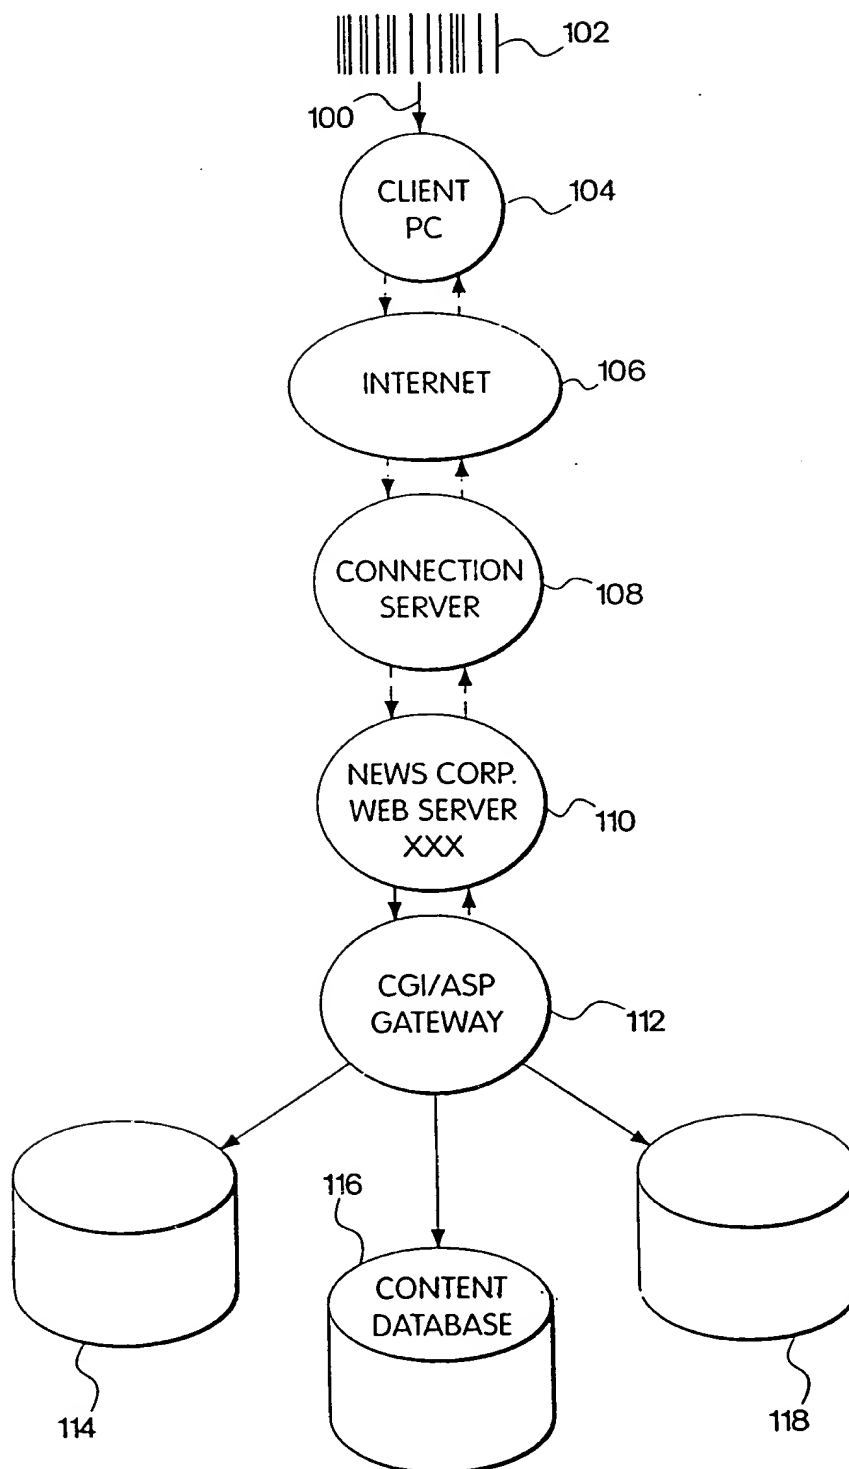 102
100
CLIENT
PC
104
INTERNET
106
CONNECTION
SERVER
108
NEWS CORP.
WEB SERVER
XXX
110
CGI/ASP
GATEWAY
112
116
CONTENT
DATABASE
114
118